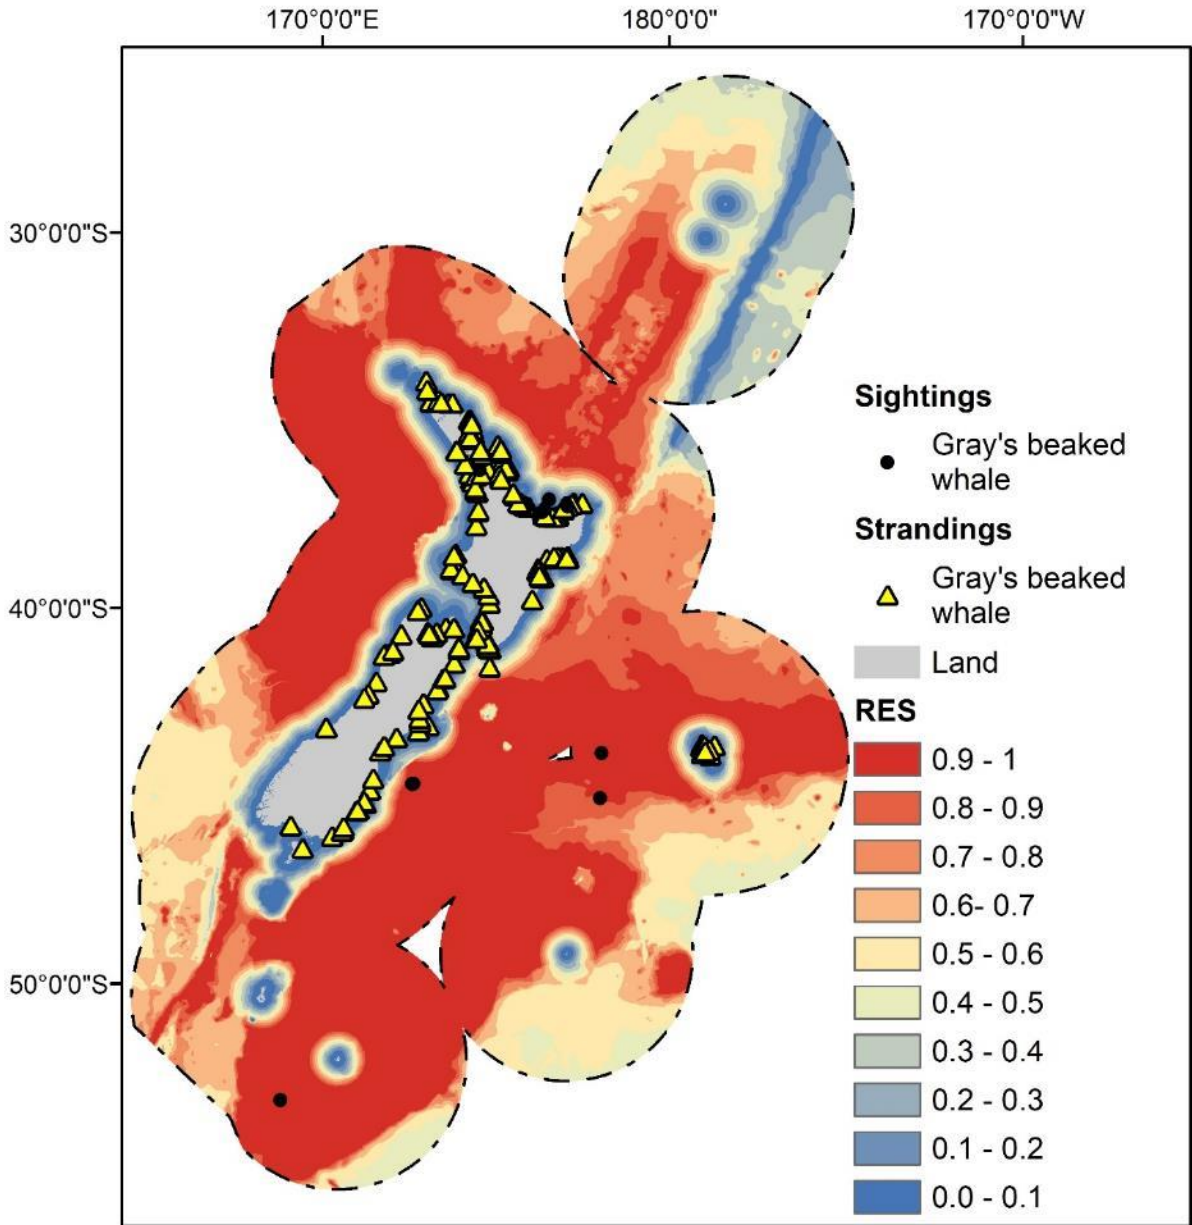 170°0'0"E
180°0'0"
170°0'0"W
30°0'0"S
40°0'0"S
50°0'0"S
Sightings
Gray's beaked
whale
Strandings
Gray's beaked
whale
Land
RES
0.9 - 1
0.8 - 0.9
0.7 - 0.8
0.6- 0.7
0.5 - 0.6
0.4 - 0.5
0.3 - 0.4
0.2 - 0.3
0.1 - 0.2
0.0 - 0.1